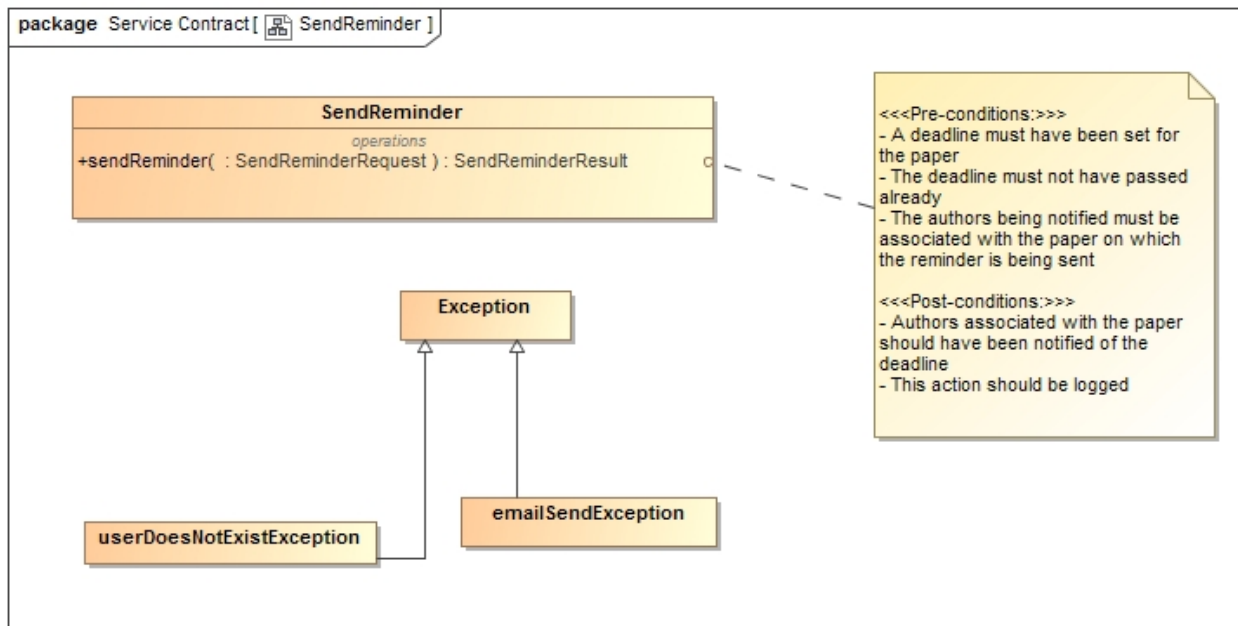 package Service Contract[ SendReminder ]
SendReminder
operations
+sendReminder( : SendReminderRequest ) : SendReminderResult
<<<Pre-conditions:>>>
- A deadline must have been set for
the paper
- The deadline must not have passed
already
- The authors being notified must be
associated with the paper on which
the reminder is being sent
<<<Post-conditions:>>>
- Authors associated with the paper
should have been notified of the
deadline
- This action should be logged
Exception
userDoesNotExistException
emailSendException